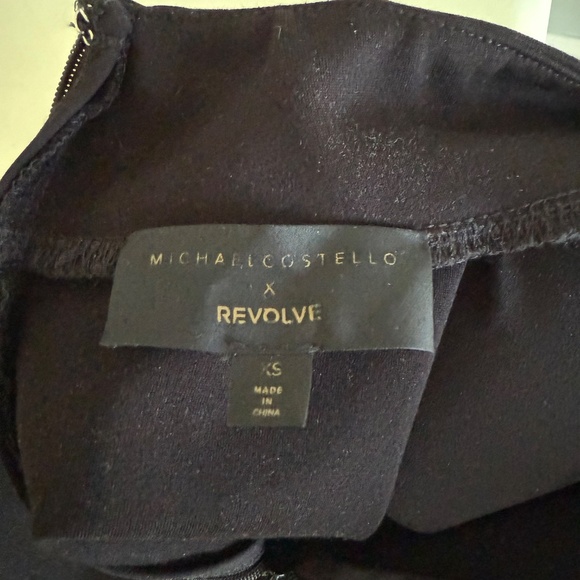 MICHAEL COSTELLO
X
REVOLVE
XS
MADE
IN
CHINA